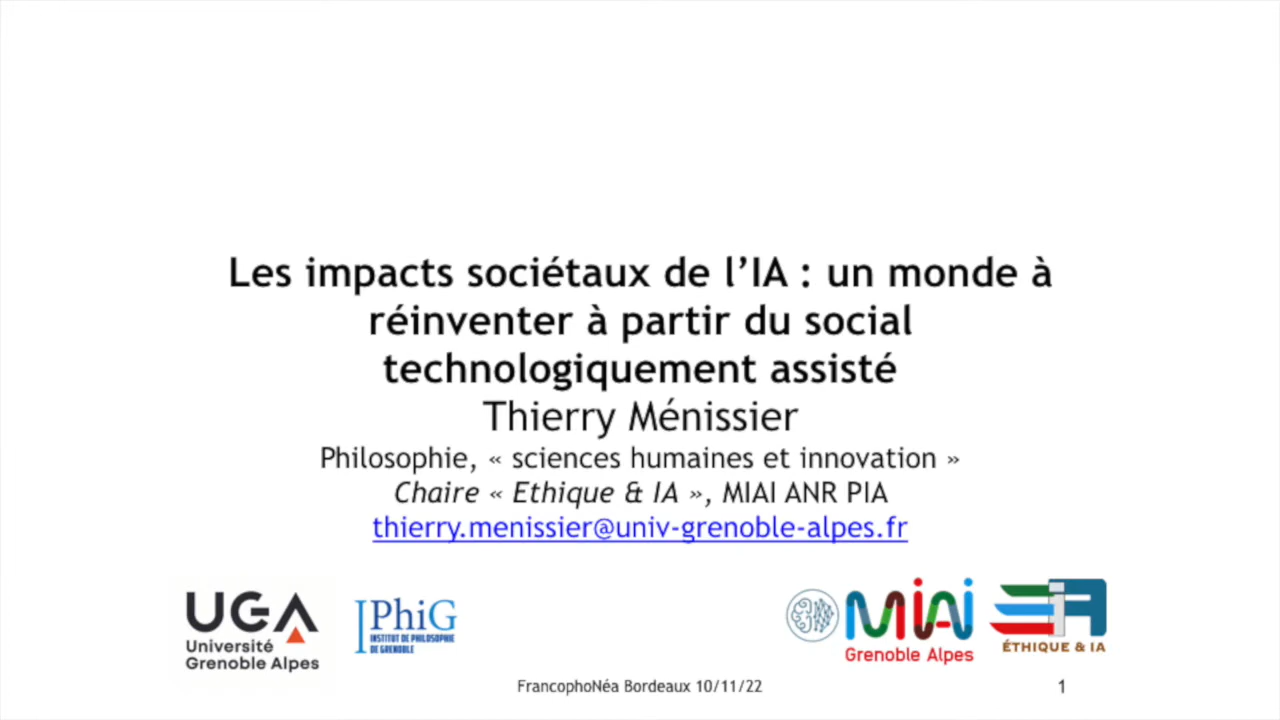 Les impacts sociétaux de l’IA : un monde à
réinventer à partir du social
technologiquement assisté
Thierry Ménissier
Philosophie, « sciences humaines et innovation »
Chaire « Ethique & IA », MIAI ANR PIA
thierry.menissier@univ-grenoble-alpes.fr
UGA
Université
Grenoble Alpes
IPhiG
INSTITUT DE PHILOSOPHIE
DE GRENOBLE
MIAI
Grenoble Alpes
EIA
ÉTHIQUE & IA
FrancophoNéa Bordeaux 10/11/22
1